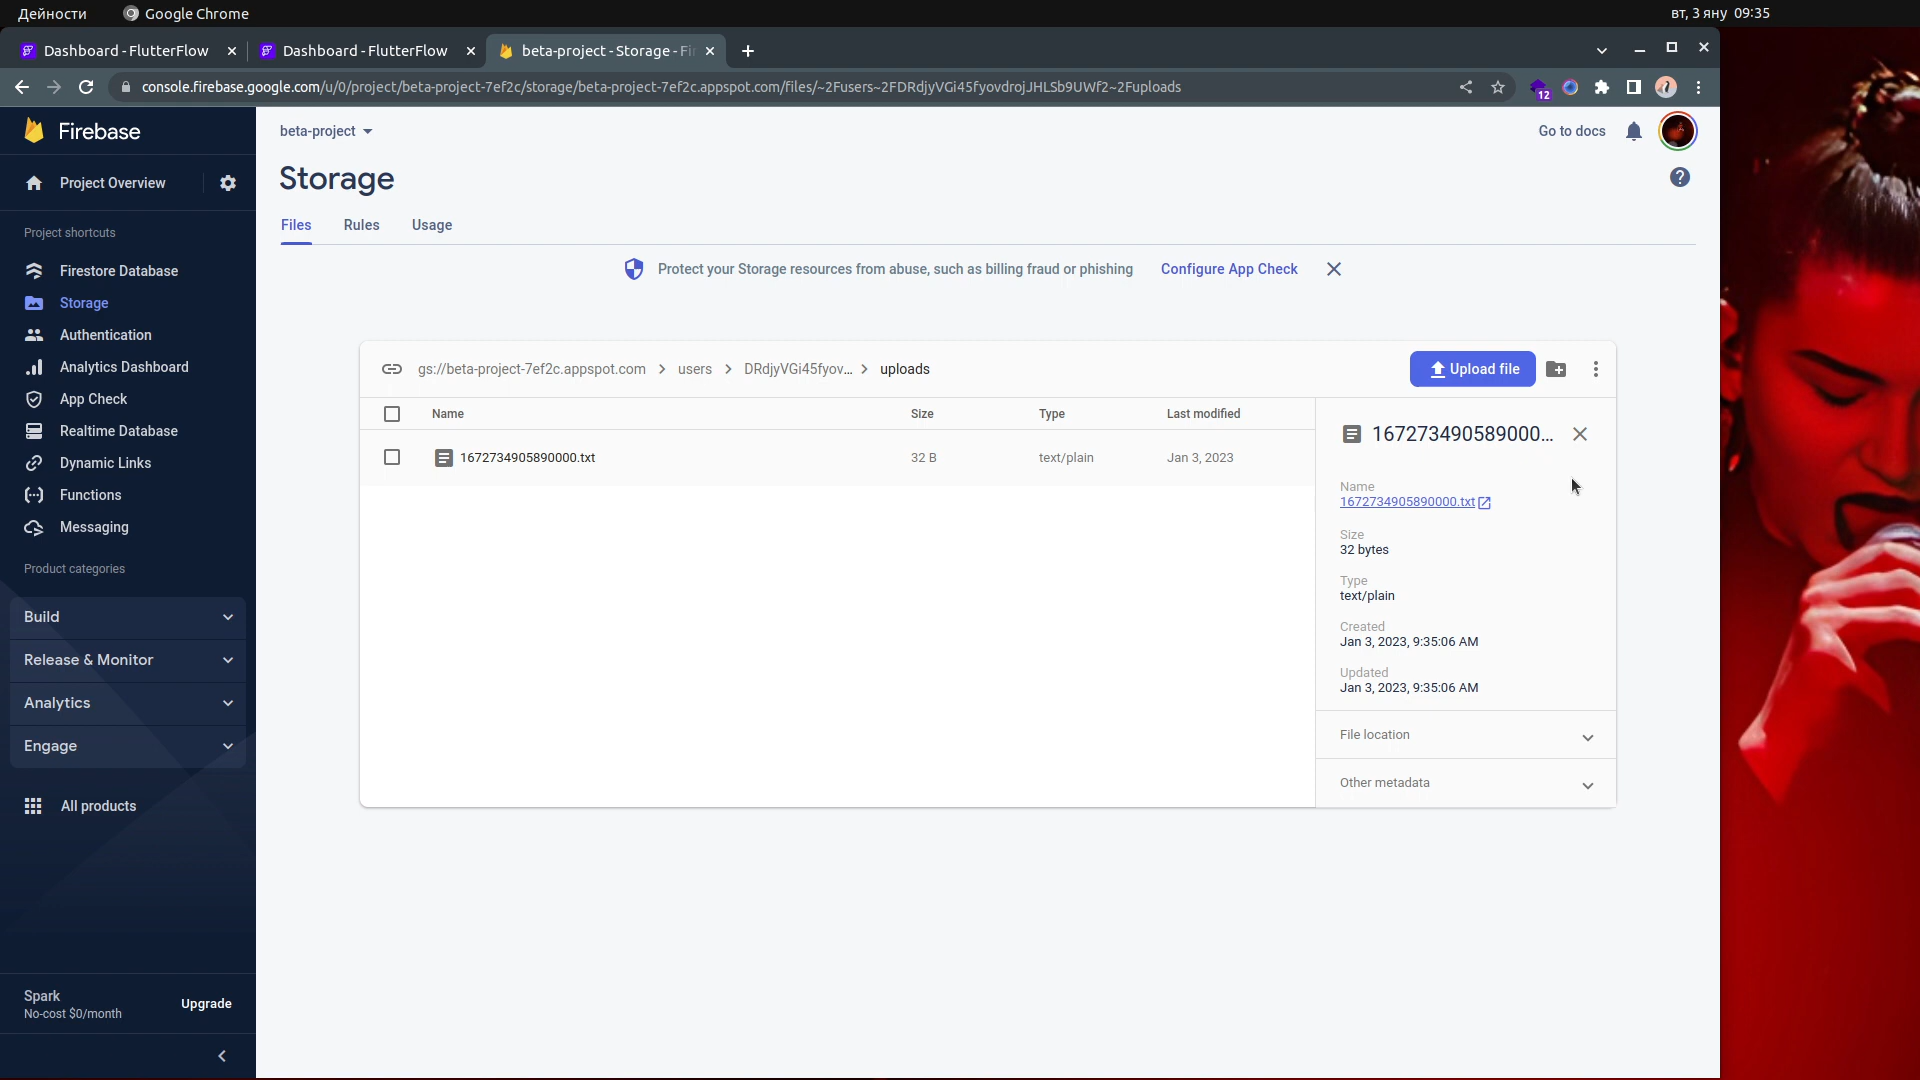 Дейности
Google Chrome
вт, 3 яну 09:35
Dashboard - FlutterFlow
Dashboard - FlutterFlow
beta-project - Storage - Fi
console.firebase.google.com/u/0/project/beta-project-7ef2c/storage/beta-project-7ef2c.appspot.com/files/~2Fusers~2FDRdjyVGi45fyovdrojJHLSb9UWf2~2Fuploads
12
Firebase
beta-project
Go to docs
Project Overview
Storage
Files
Rules
Usage
Project shortcuts
Firestore Database
Storage
Authentication
Analytics Dashboard
App Check
Realtime Database
Dynamic Links
Functions
Messaging
Product categories
Build
Release & Monitor
Analytics
Engage
All products
Spark
No-cost $0/month
Upgrade
Protect your Storage resources from abuse, such as billing fraud or phishing
Configure App Check
gs://beta-project-7ef2c.appspot.com
users
DRdjyVGi45fyov...
uploads
Upload file
Name
Size
Type
Last modified
1672734905890000.txt
32 B
text/plain
Jan 3, 2023
167273490589000...
Name
1672734905890000.txt
Size
32 bytes
Type
text/plain
Created
Jan 3, 2023, 9:35:06 AM
Updated
Jan 3, 2023, 9:35:06 AM
File location
Other metadata